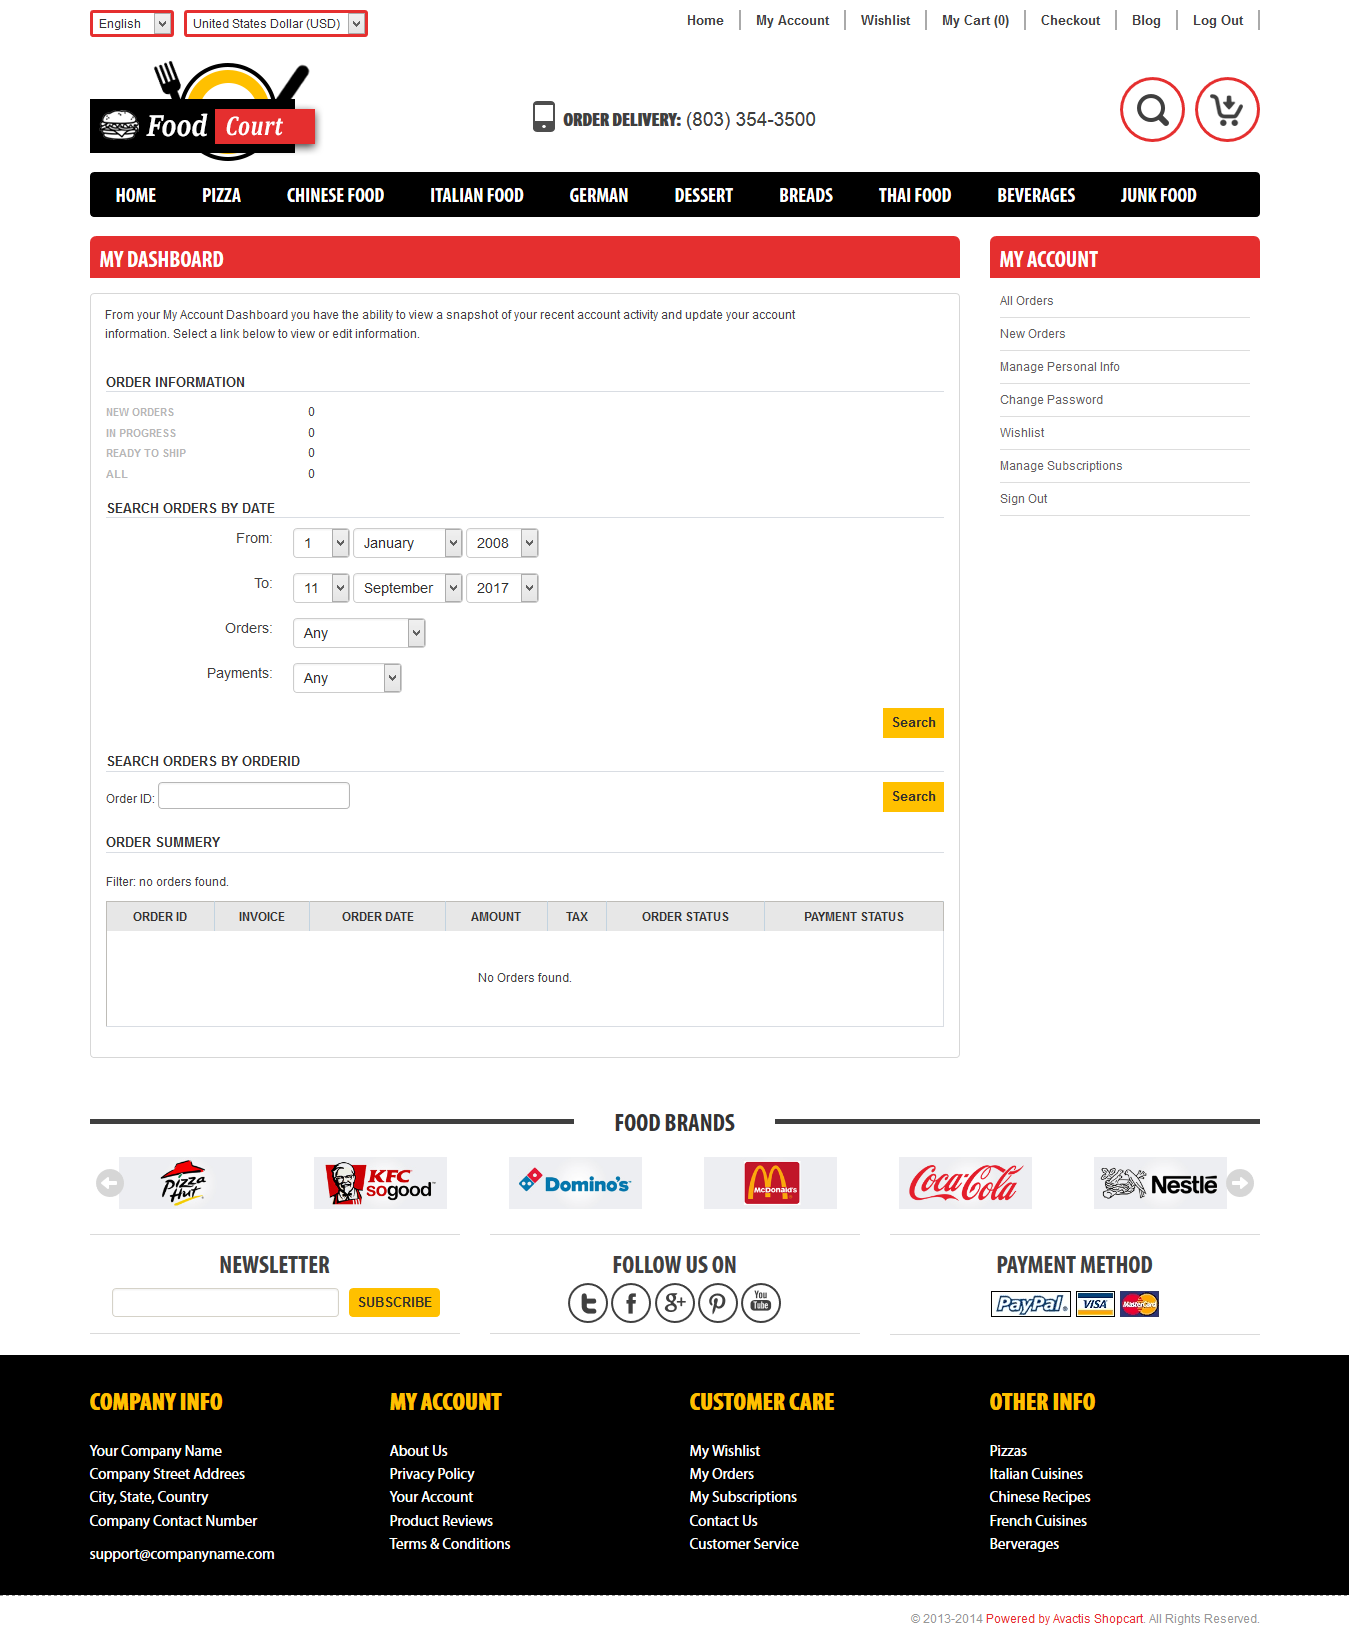 English United States Dollar (USD) Home My Account Wishlist My Cart (0) Checkout Blog Log Out
Food Court
ORDER DELIVERY: (803) 354-3500
HOME PIZZA CHINESE FOOD ITALIAN FOOD GERMAN DESSERT BREADS THAI FOOD BEVERAGES JUNK FOOD
MY DASHBOARD
From your My Account Dashboard you have the ability to view a snapshot of your recent account activity and update your account
information. Select a link below to view or edit information.
ORDER INFORMATION
NEW ORDERS 0
IN PROGRESS 0
READY TO SHIP 0
ALL 0
SEARCH ORDERS BY DATE
From: 1 January 2008
To: 11 September 2017
Orders: Any
Payments: Any
Search
SEARCH ORDERS BY ORDERID
Order ID: Search
ORDER SUMMERY
Filter: no orders found.
ORDER ID INVOICE ORDER DATE AMOUNT TAX ORDER STATUS PAYMENT STATUS
No Orders found.
MY ACCOUNT
All Orders
New Orders
Manage Personal Info
Change Password
Wishlist
Manage Subscriptions
Sign Out
FOOD BRANDS
Pizza Hut
KFC sogood™
Domino's
McDonald's
Coca-Cola
Nestlé
NEWSLETTER
SUBSCRIBE
FOLLOW US ON
t f g+ p You Tube
PAYMENT METHOD
PayPal VISA MasterCard
COMPANY INFO
Your Company Name
Company Street Addrees
City, State, Country
Company Contact Number
support@companyname.com
MY ACCOUNT
About Us
Privacy Policy
Your Account
Product Reviews
Terms & Conditions
CUSTOMER CARE
My Wishlist
My Orders
My Subscriptions
Contact Us
Customer Service
OTHER INFO
Pizzas
Italian Cuisines
Chinese Recipes
French Cuisines
Berverages
© 2013-2014 Powered by Avactis Shopcart. All Rights Reserved.